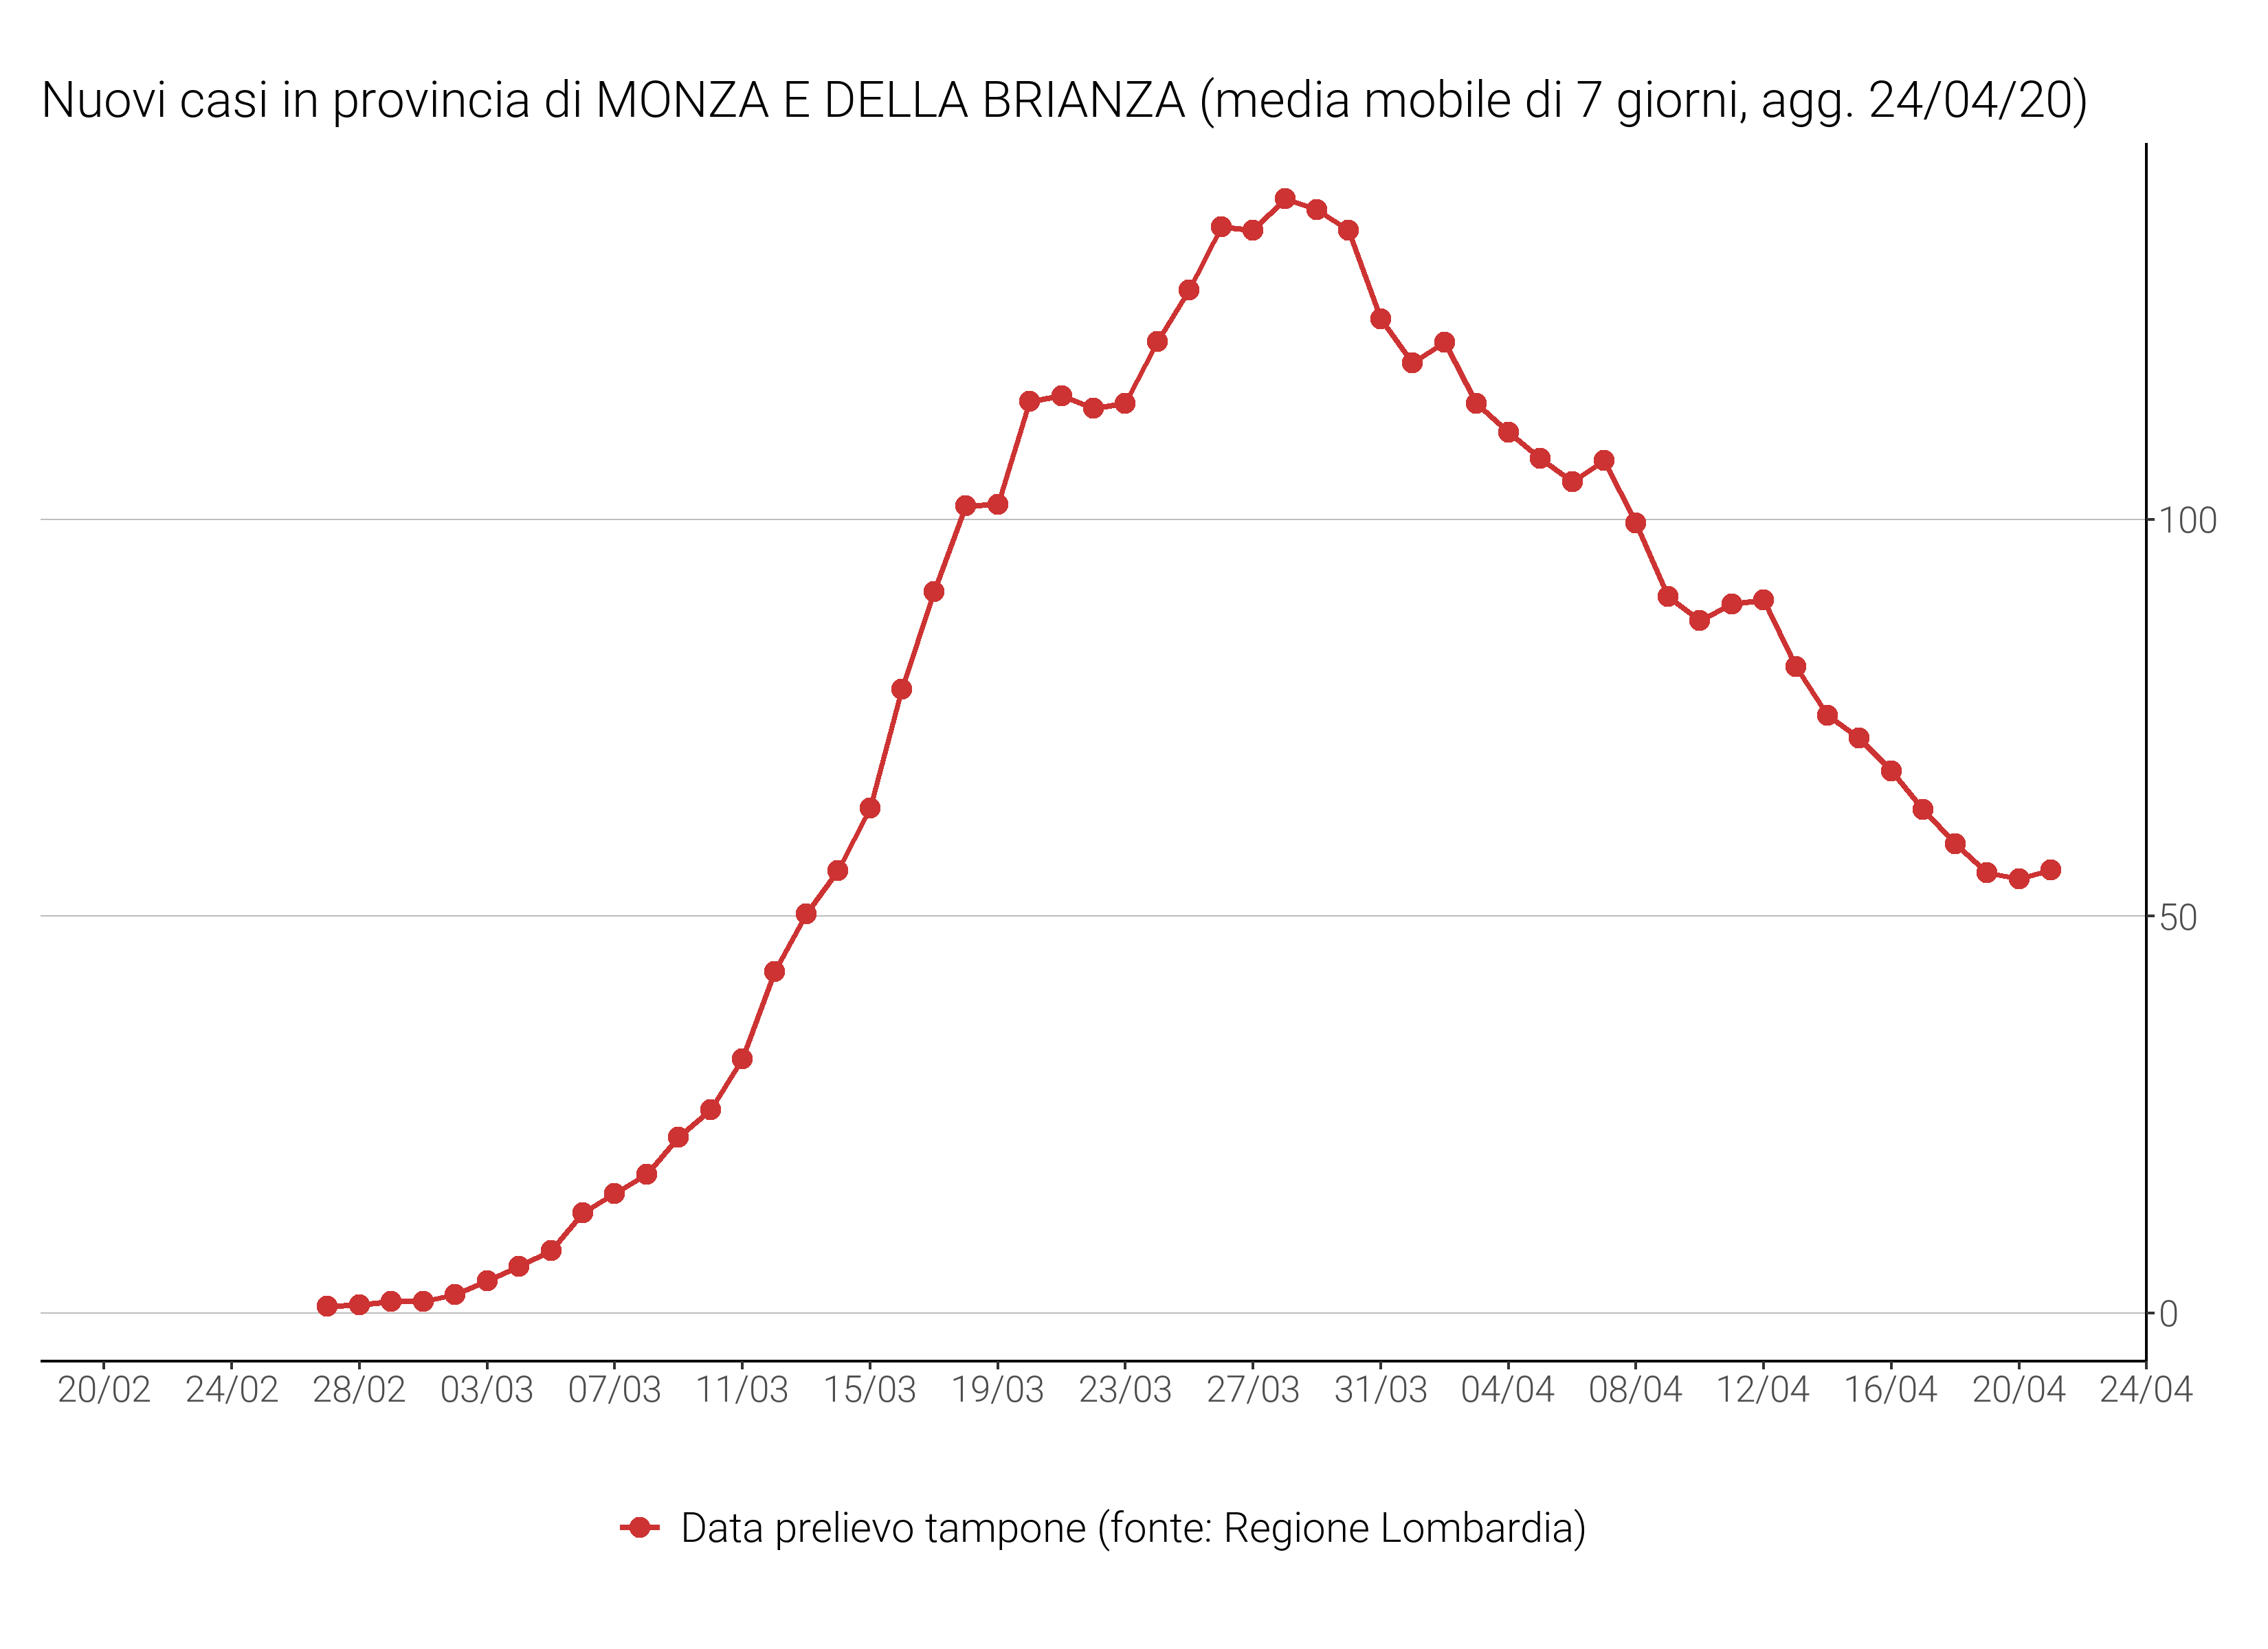 Nuovi casi in provincia di MONZA E DELLA BRIANZA (media mobile di 7 giorni, agg. 24/04/20)
100
50
0
20/02 24/02 28/02 03/03 07/03 11/03 15/03 19/03 23/03 27/03 31/03 04/04 08/04 12/04 16/04 20/04 24/04
Data prelievo tampone (fonte: Regione Lombardia)